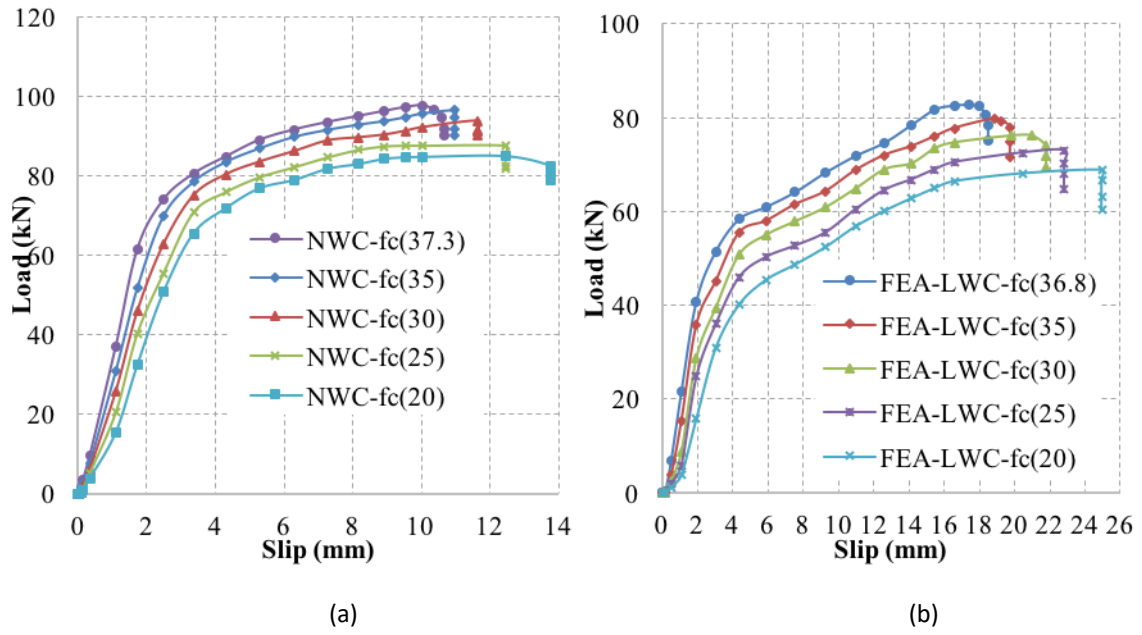 120
100
80
60
40
20
0
Load (kN)
NWC-fc(37.3)
NWC-fc(35)
NWC-fc(30)
NWC-fc(25)
NWC-fc(20)
0 2 4 6 8 10 12 14
Slip (mm)
(a)
100
80
60
40
20
0
Load (kN)
FEA-LWC-fc(36.8)
FEA-LWC-fc(35)
FEA-LWC-fc(30)
FEA-LWC-fc(25)
FEA-LWC-fc(20)
0 2 4 6 8 10 12 14 16 18 20 22 24 26
Slip (mm)
(b)